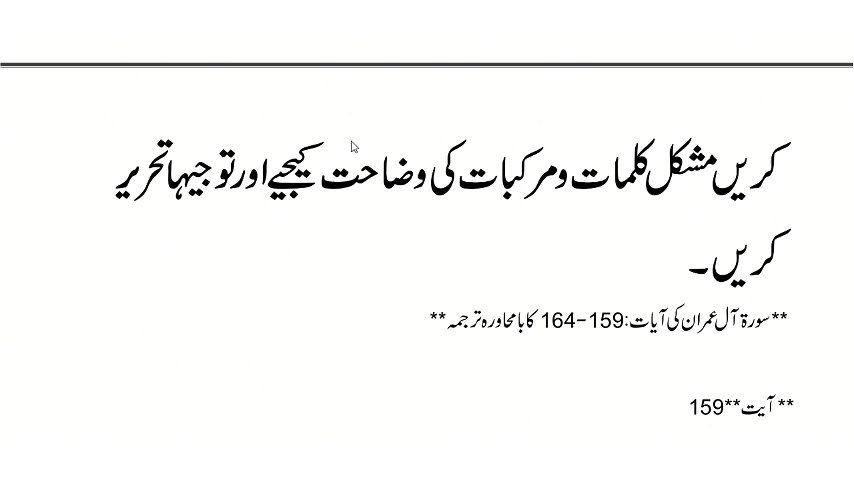 کریں مشکل کلمات و مرکبات کی وضاحت کیجیے اور توجیہا تحریر
کریں۔
**سورۃ آل عمران کی آیات: 159-164 کا بامحاورہ ترجمہ**
**آیت 159**